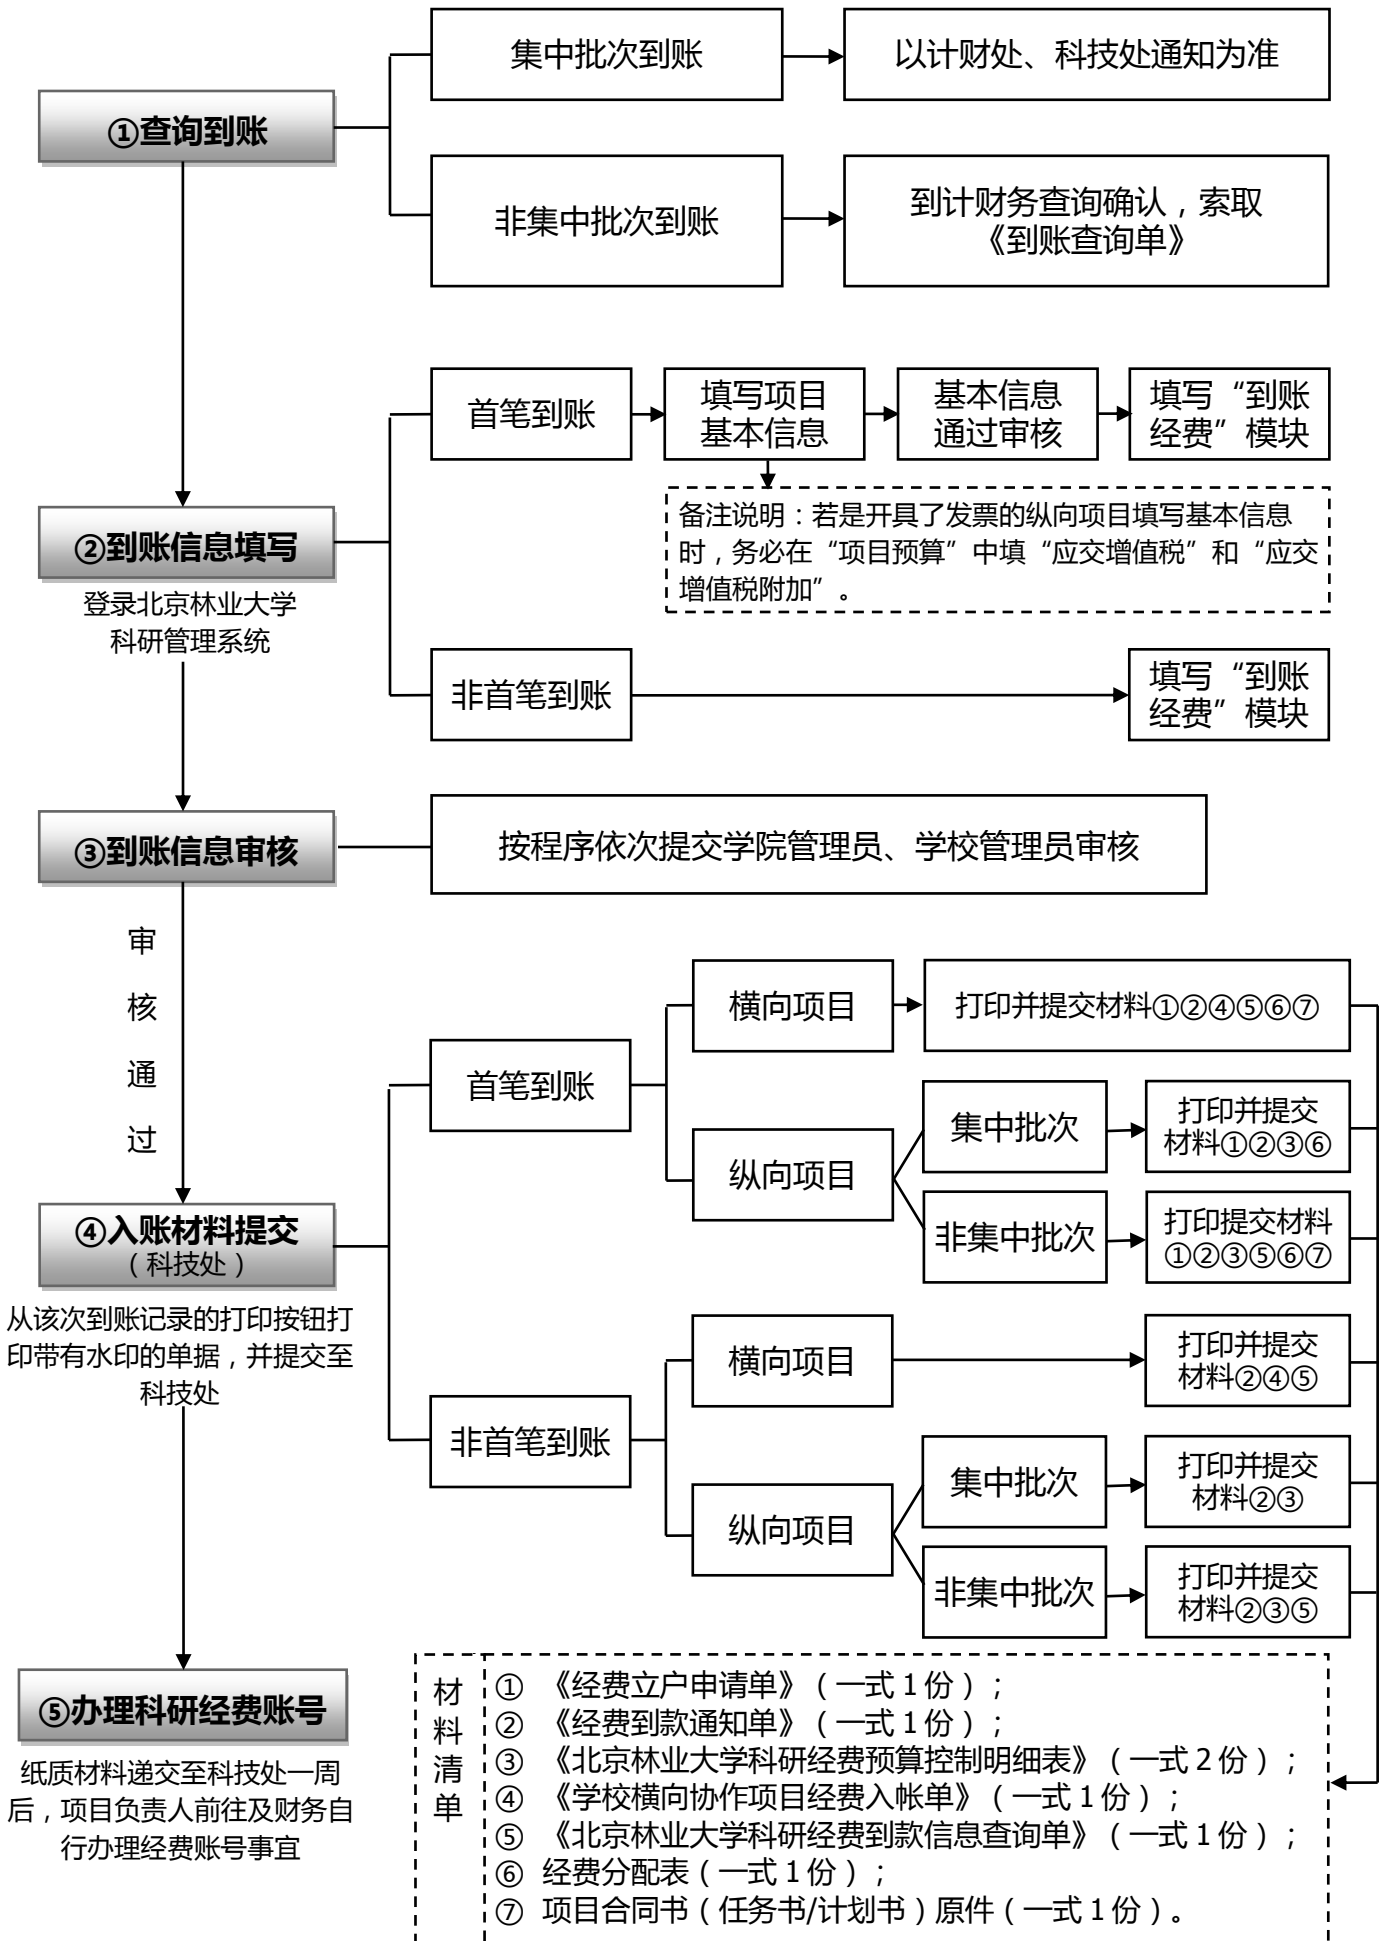 集中批次到账
以计财处、科技处通知为准
①查询到账
非集中批次到账
到计财务查询确认，索取
《到账查询单》
首笔到账
填写项目
基本信息
基本信息
通过审核
填写“到账
经费”模块
备注说明：若是开具了发票的纵向项目填写基本信息
时，务必在“项目预算”中填“应交增值税”和“应交
增值税附加”。
②到账信息填写
登录北京林业大学
科研管理系统
非首笔到账
填写“到账
经费”模块
③到账信息审核
按程序依次提交学院管理员、学校管理员审核
审
核
通
过
首笔到账
横向项目
打印并提交材料①②④⑤⑥⑦
纵向项目
集中批次
打印并提交
材料①②③⑥
非集中批次
打印提交材料
①②③⑤⑥⑦
④入账材料提交
（科技处）
从该次到账记录的打印按钮打
印带有水印的单据，并提交至
科技处
非首笔到账
横向项目
打印并提交
材料②④⑤
纵向项目
集中批次
打印并提交
材料②③
非集中批次
打印并提交
材料②③⑤
⑤办理科研经费账号
纸质材料递交至科技处一周
后，项目负责人前往及财务自
行办理经费账号事宜
材
料
清
单
① 《经费立户申请单》（一式1份）；
② 《经费到款通知单》（一式1份）；
③ 《北京林业大学科研经费预算控制明细表》（一式2份）；
④ 《学校横向协作项目经费入帐单》（一式1份）；
⑤ 《北京林业大学科研经费到款信息查询单》（一式1份）；
⑥ 经费分配表（一式1份）；
⑦ 项目合同书（任务书/计划书）原件（一式1份）。